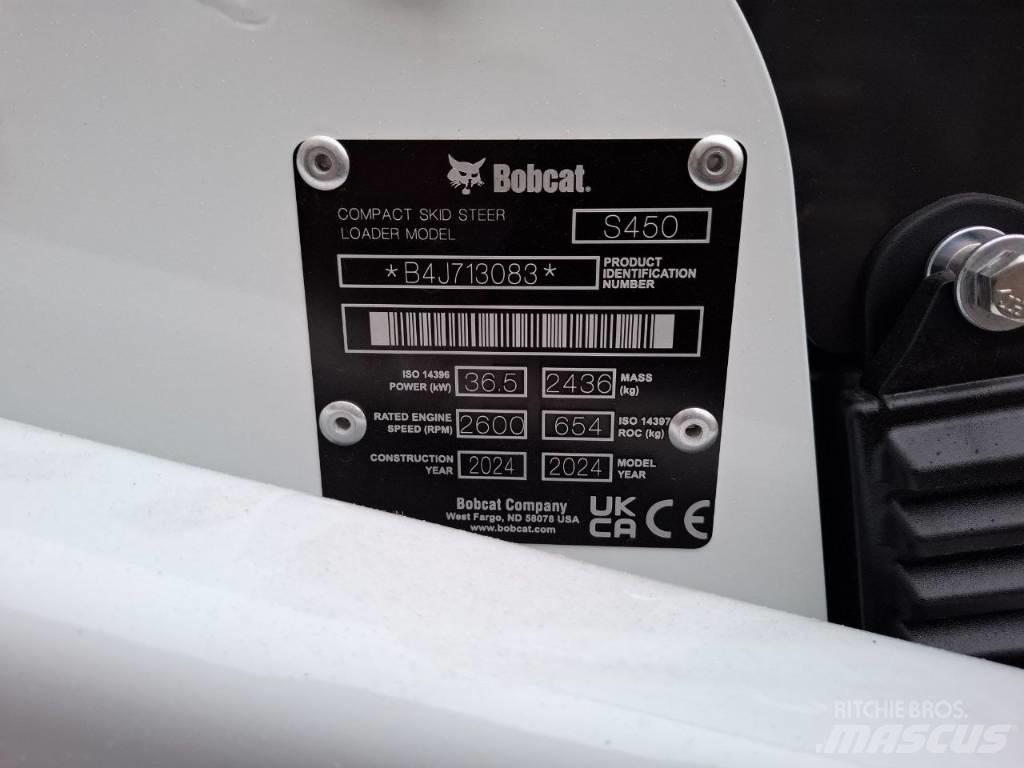 Bobcat.
COMPACT SKID STEER
LOADER MODEL
S450
*B4J713083*
PRODUCT
IDENTIFICATION
NUMBER
ISO 14396
POWER (kW)
36.5
2436
MASS
(kg)
RATED ENGINE
SPEED (RPM)
2600
654
ISO 14397
ROC (kg)
CONSTRUCTION
YEAR
2024
2024
MODEL
YEAR
Bobcat Company
West Fargo, ND 58078 USA
www.bobcat.com
UK
CA
CE
RITCHIE BROS.
MASCUS